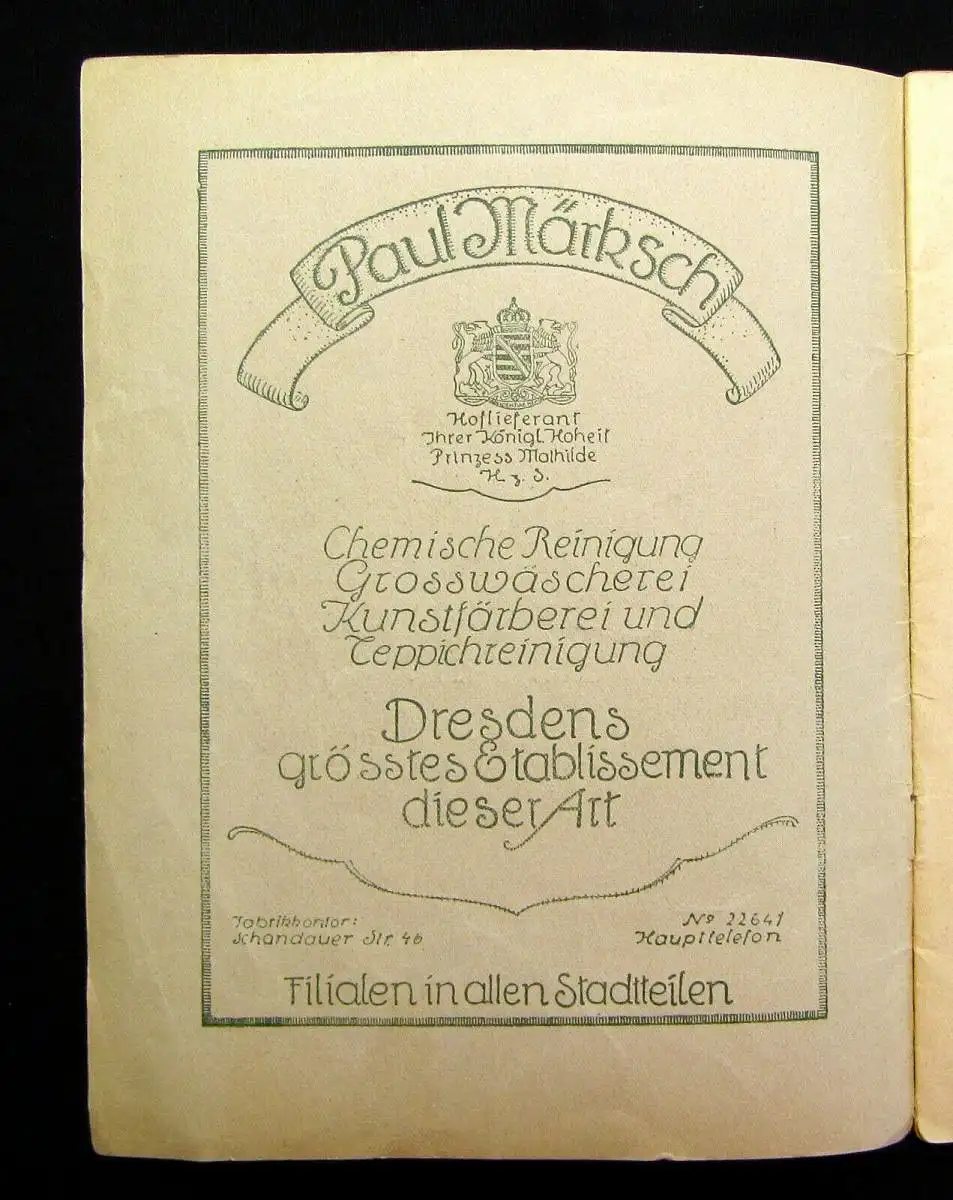 Paul Märksch
Hoflieferant
Ihrer Königl. Hoheit
Prinzess Mathilde
H. z. S.
Chemische Reinigung
Grosswäscherei
Kunstfärberei und
Teppichreinigung
Dresdens
grösstes Etablissement
dieser Art
Fabrikkontor:
Schandauer Str. 46
No 22641
Haupttelefon
Filialen in allen Stadtteilen